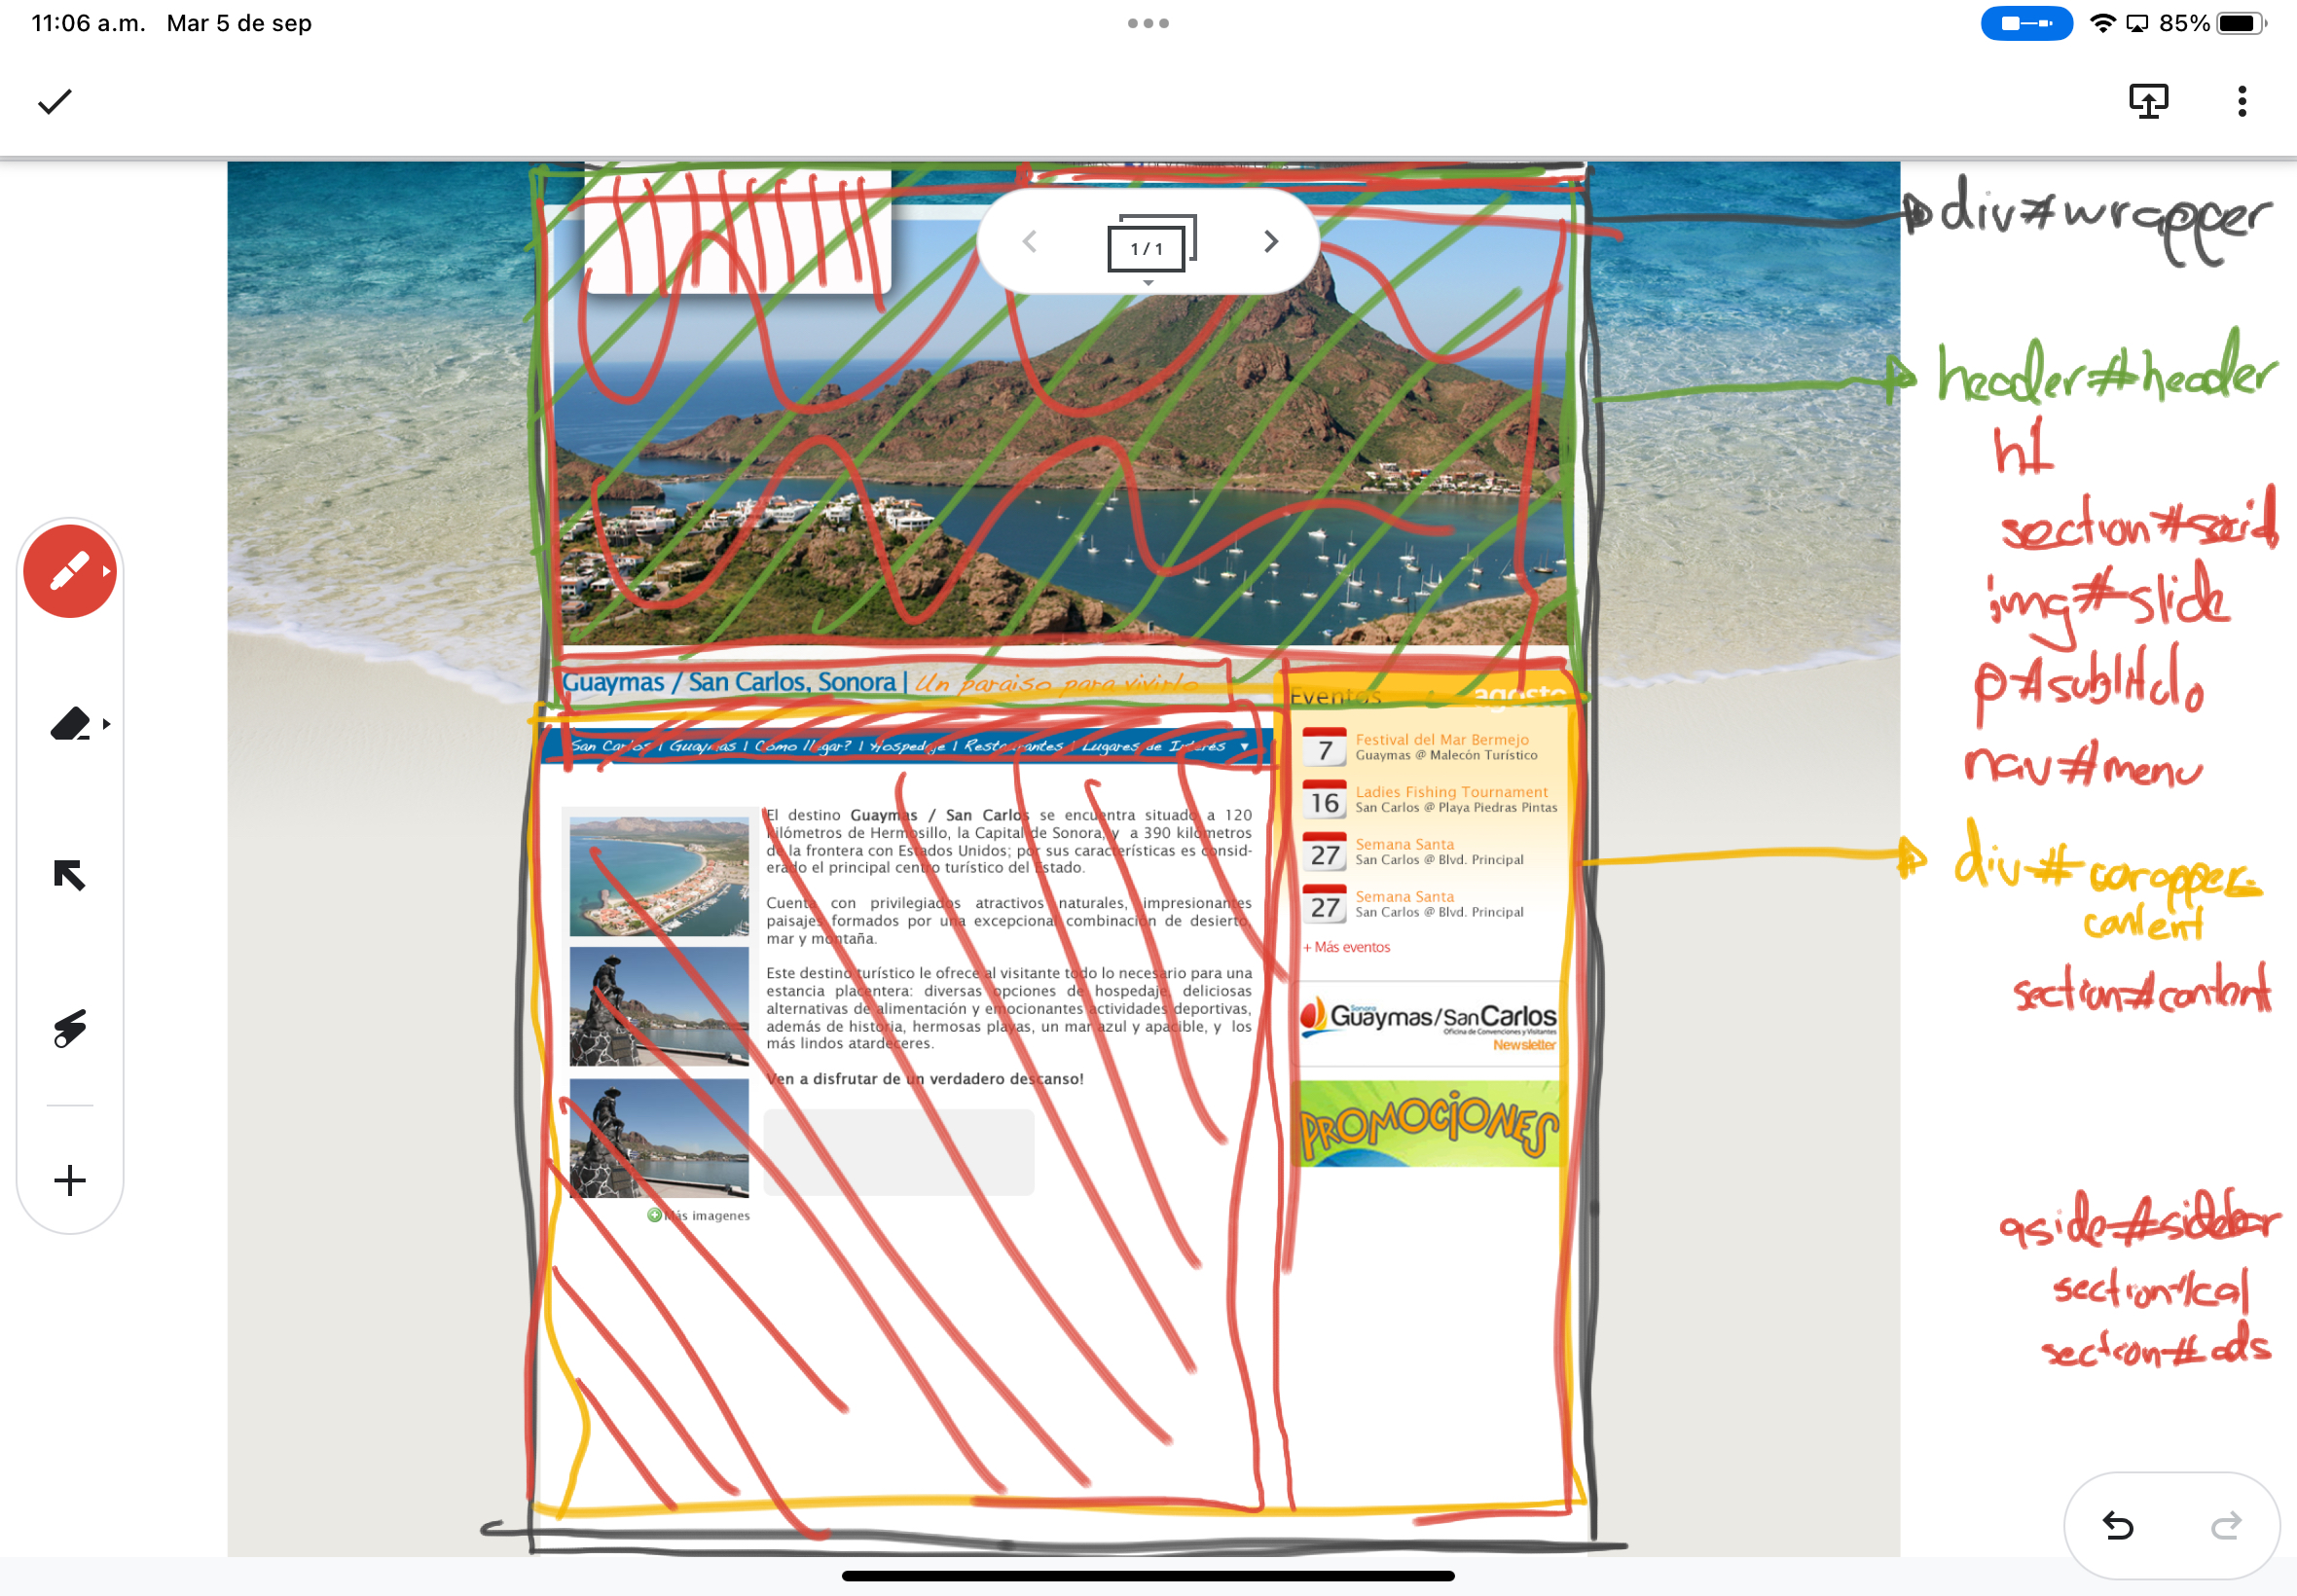 11:06 a.m. Mar 5 de sep
85%
1 / 1
div#wrapper
header#header
h1
section#socid
img#slide
p#subtitulo
nav#menu
div#wrapper-
content
section#content
aside#sidebar
section#cal
section#ads
Guaymas / San Carlos, Sonora | Un paraiso para vivirlo
San Carlos | Guaymas | Cómo llegar? | Hospedaje | Restaurantes | Lugares de Interés
El destino Guaymas / San Carlos se encuentra situado a 120
kilómetros de Hermosillo, la Capital de Sonora, y a 390 kilometros
de la frontera con Estados Unidos; por sus características es consid-
erado el principal centro turístico del Estado.
Cuenta con privilegiados atractivos naturales, impresionantes
paisajes formados por una excepcional combinación de desierto,
mar y montaña.
Este destino turístico le ofrece al visitante todo lo necesario para una
estancia placentera: diversas opciones de hospedaje, deliciosas
alternativas de alimentación y emocionantes actividades deportivas,
además de historia, hermosas playas, un mar azul y apacible, y los
más lindos atardeceres.
Ven a disfrutar de un verdadero descanso!
Más imagenes
Eventos agosto
7
Festival del Mar Bermejo
Guaymas @ Malecón Turístico
16
Ladies Fishing Tournament
San Carlos @ Playa Piedras Pintas
27
Semana Santa
San Carlos @ Blvd. Principal
27
Semana Santa
San Carlos @ Blvd. Principal
+ Más eventos
Sonora
Guaymas/SanCarlos
Oficina de Convenciones y Visitantes
Newsletter
PROMOCIONES